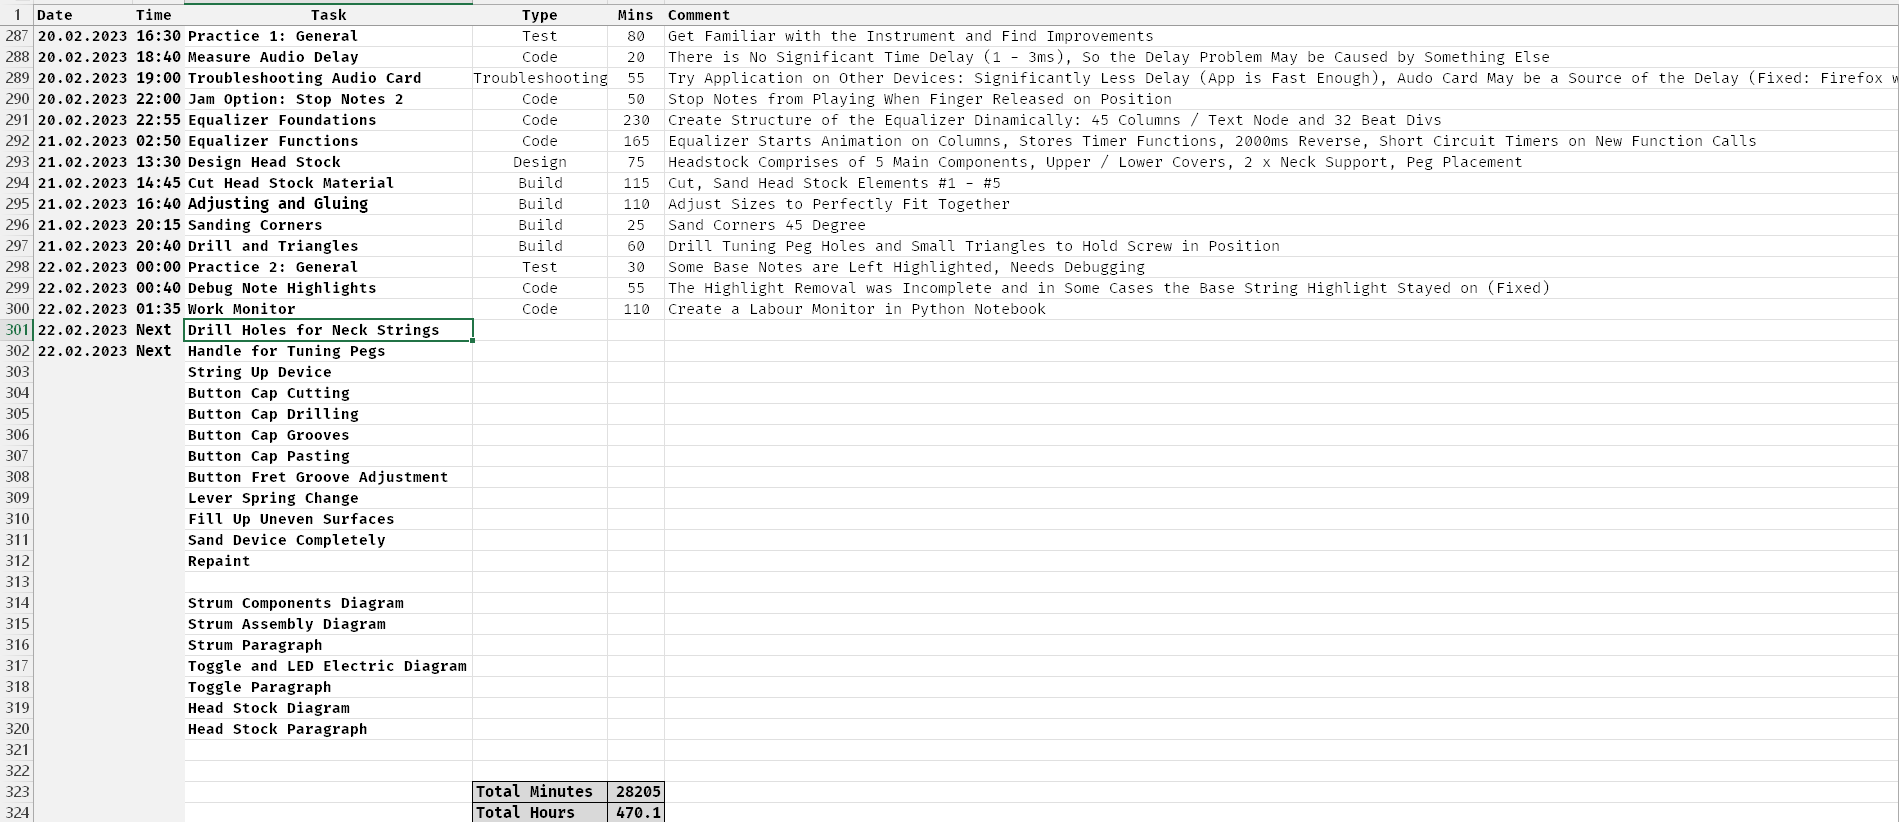 1 Date Time Task Type Mins Comment
287 20.02.2023 16:30 Practice 1: General Test 80 Get Familiar with the Instrument and Find Improvements
288 20.02.2023 18:40 Measure Audio Delay Code 20 There is No Significant Time Delay (1 - 3ms), So the Delay Problem May be Caused by Something Else
289 20.02.2023 19:00 Troubleshooting Audio Card Troubleshooting 55 Try Application on Other Devices: Significantly Less Delay (App is Fast Enough), Audo Card May be a Source of the Delay (Fixed: Firefox
290 20.02.2023 22:00 Jam Option: Stop Notes 2 Code 50 Stop Notes from Playing When Finger Released on Position
291 20.02.2023 22:55 Equalizer Foundations Code 230 Create Structure of the Equalizer Dinamically: 45 Columns / Text Node and 32 Beat Divs
292 21.02.2023 02:50 Equalizer Functions Code 165 Equalizer Starts Animation on Columns, Stores Timer Functions, 2000ms Reverse, Short Circuit Timers on New Function Calls
293 21.02.2023 13:30 Design Head Stock Design 75 Headstock Comprises of 5 Main Components, Upper / Lower Covers, 2 x Neck Support, Peg Placement
294 21.02.2023 14:45 Cut Head Stock Material Build 115 Cut, Sand Head Stock Elements #1 - #5
295 21.02.2023 16:40 Adjusting and Gluing Build 110 Adjust Sizes to Perfectly Fit Together
296 21.02.2023 20:15 Sanding Corners Build 25 Sand Corners 45 Degree
297 21.02.2023 20:40 Drill and Triangles Build 60 Drill Tuning Peg Holes and Small Triangles to Hold Screw in Position
298 22.02.2023 00:00 Practice 2: General Test 30 Some Base Notes are Left Highlighted, Needs Debugging
299 22.02.2023 00:40 Debug Note Highlights Code 55 The Highlight Removal was Incomplete and in Some Cases the Base String Highlight Stayed on (Fixed)
300 22.02.2023 01:35 Work Monitor Code 110 Create a Labour Monitor in Python Notebook
301 22.02.2023 Next Drill Holes for Neck Strings
302 22.02.2023 Next Handle for Tuning Pegs
303 String Up Device
304 Button Cap Cutting
305 Button Cap Drilling
306 Button Cap Grooves
307 Button Cap Pasting
308 Button Fret Groove Adjustment
309 Lever Spring Change
310 Fill Up Uneven Surfaces
311 Sand Device Completely
312 Repaint
313
314 Strum Components Diagram
315 Strum Assembly Diagram
316 Strum Paragraph
317 Toggle and LED Electric Diagram
318 Toggle Paragraph
319 Head Stock Diagram
320 Head Stock Paragraph
321
322
323 Total Minutes 28205
324 Total Hours 470.1